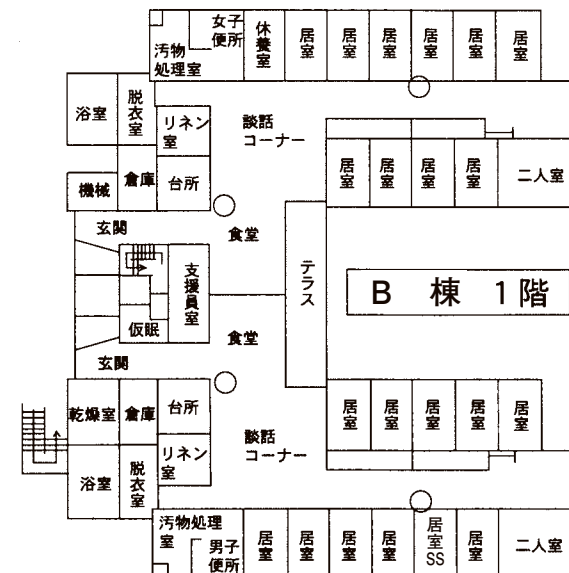 女子
便所
休養室
居室
居室
居室
居室
居室
居室
汚物
処理室
浴室
脱衣室
リネン
室
談話
コーナー
居室
居室
居室
居室
二人室
機械
倉庫
台所
玄関
食堂
支援員室
テラス
B 棟 1階
仮眠
食堂
玄関
乾燥室
倉庫
台所
居室
居室
居室
居室
居室
談話
コーナー
リネン
室
浴室
脱衣室
汚物処理
室
男子
便所
居室
居室
居室
居室
居室
SS
居室
二人室